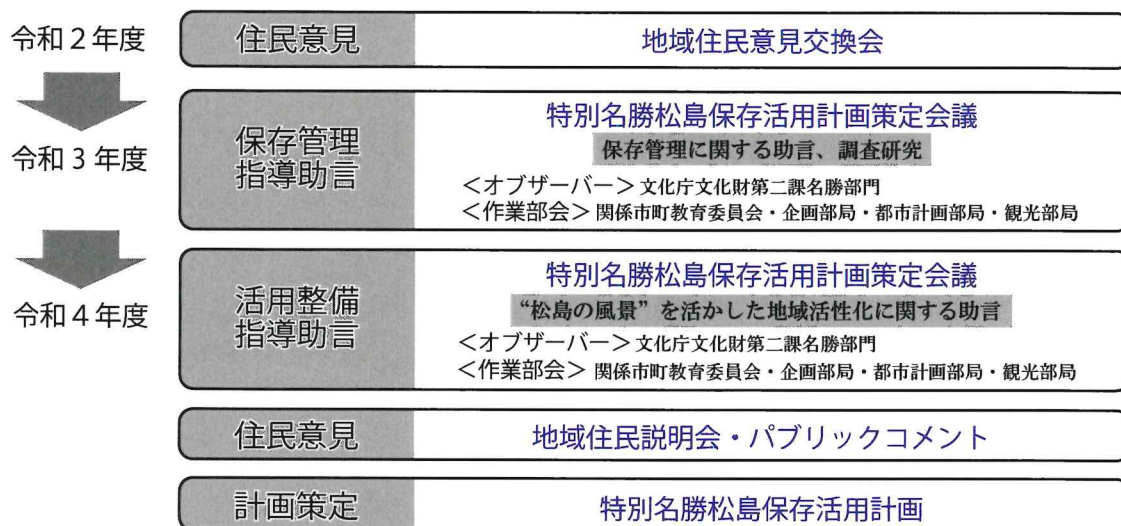 令和2年度
住民意見
地域住民意見交換会
令和3年度
保存管理
指導助言
特別名勝松島保存活用計画策定会議
保存管理に関する助言、調査研究
<オブザーバー>文化庁文化財第二課名勝部門
<作業部会>関係市町教育委員会・企画部局・都市計画部局・観光部局
令和4年度
活用整備
指導助言
特別名勝松島保存活用計画策定会議
“松島の風景”を活かした地域活性化に関する助言
<オブザーバー>文化庁文化財第二課名勝部門
<作業部会>関係市町教育委員会・企画部局・都市計画部局・観光部局
住民意見
地域住民説明会・パブリックコメント
計画策定
特別名勝松島保存活用計画